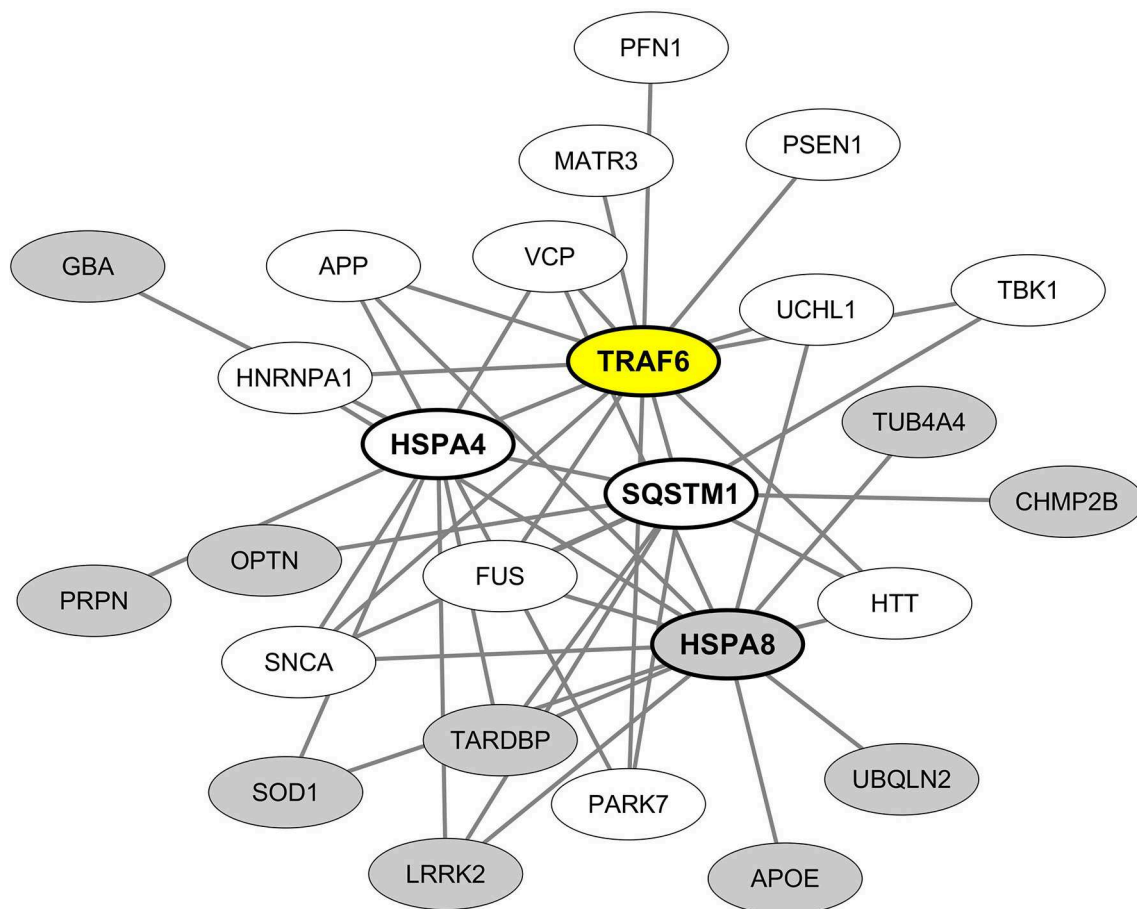 PFN1
MATR3
PSEN1
GBA
APP
VCP
UCHL1
TBK1
TRAF6
HNRNPA1
TUB4A4
HSPA4
SQSTM1
CHMP2B
OPTN
FUS
PRPN
HTT
SNCA
HSPA8
TARDBP
SOD1
PARK7
UBQLN2
LRRK2
APOE